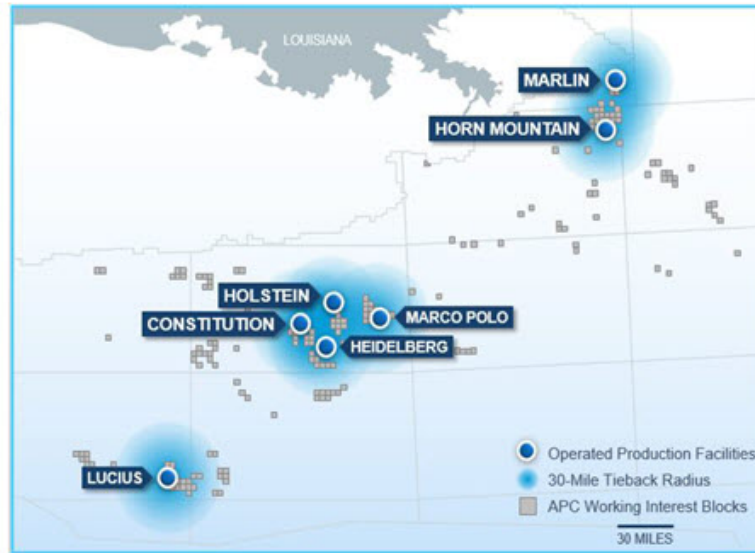 LOUISIANA
MARLIN
HORN MOUNTAIN
HOLSTEIN
CONSTITUTION
MARCO POLO
HEIDELBERG
LUCIUS
Operated Production Facilities
30-Mile Tieback Radius
APC Working Interest Blocks
30 MILES